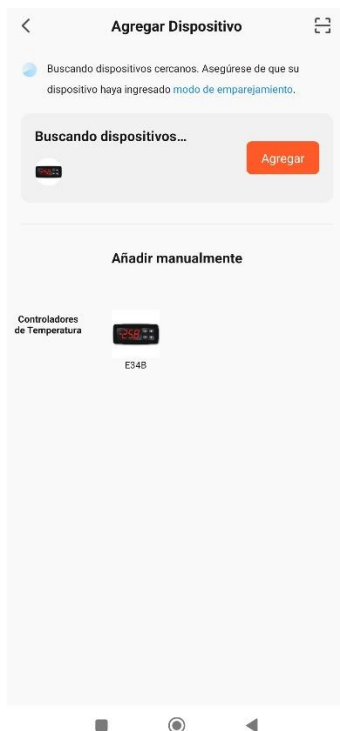 Agregar Dispositivo
Buscando dispositivos cercanos. Asegúrese de que su
dispositivo haya ingresado modo de emparejamiento.
Buscando dispositivos...
Agregar
Añadir manualmente
Controladores
de Temperatura
E34B